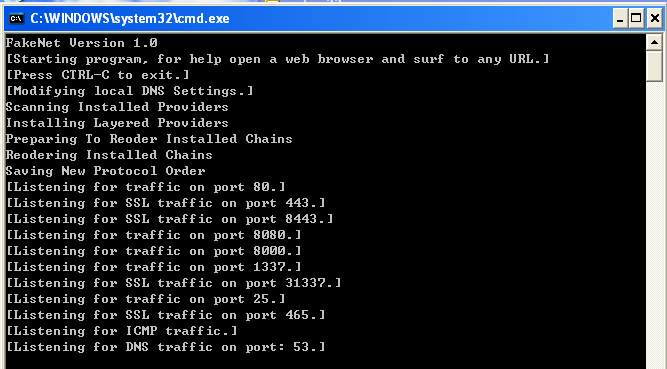 C:\WINDOWS\system32\cmd.exe
FakeNet Version 1.0
[Starting program, for help open a web browser and surf to any URL.]
[Press CTRL-C to exit.]
[Modifying local DNS Settings.]
Scanning Installed Providers
Installing Layered Providers
Preparing To Reoder Installed Chains
Reodering Installed Chains
Saving New Protocol Order
[Listening for traffic on port 80.]
[Listening for SSL traffic on port 443.]
[Listening for SSL traffic on port 8443.]
[Listening for traffic on port 8080.]
[Listening for traffic on port 8000.]
[Listening for traffic on port 1337.]
[Listening for SSL traffic on port 31337.]
[Listening for traffic on port 25.]
[Listening for SSL traffic on port 465.]
[Listening for ICMP traffic.]
[Listening for DNS traffic on port: 53.]